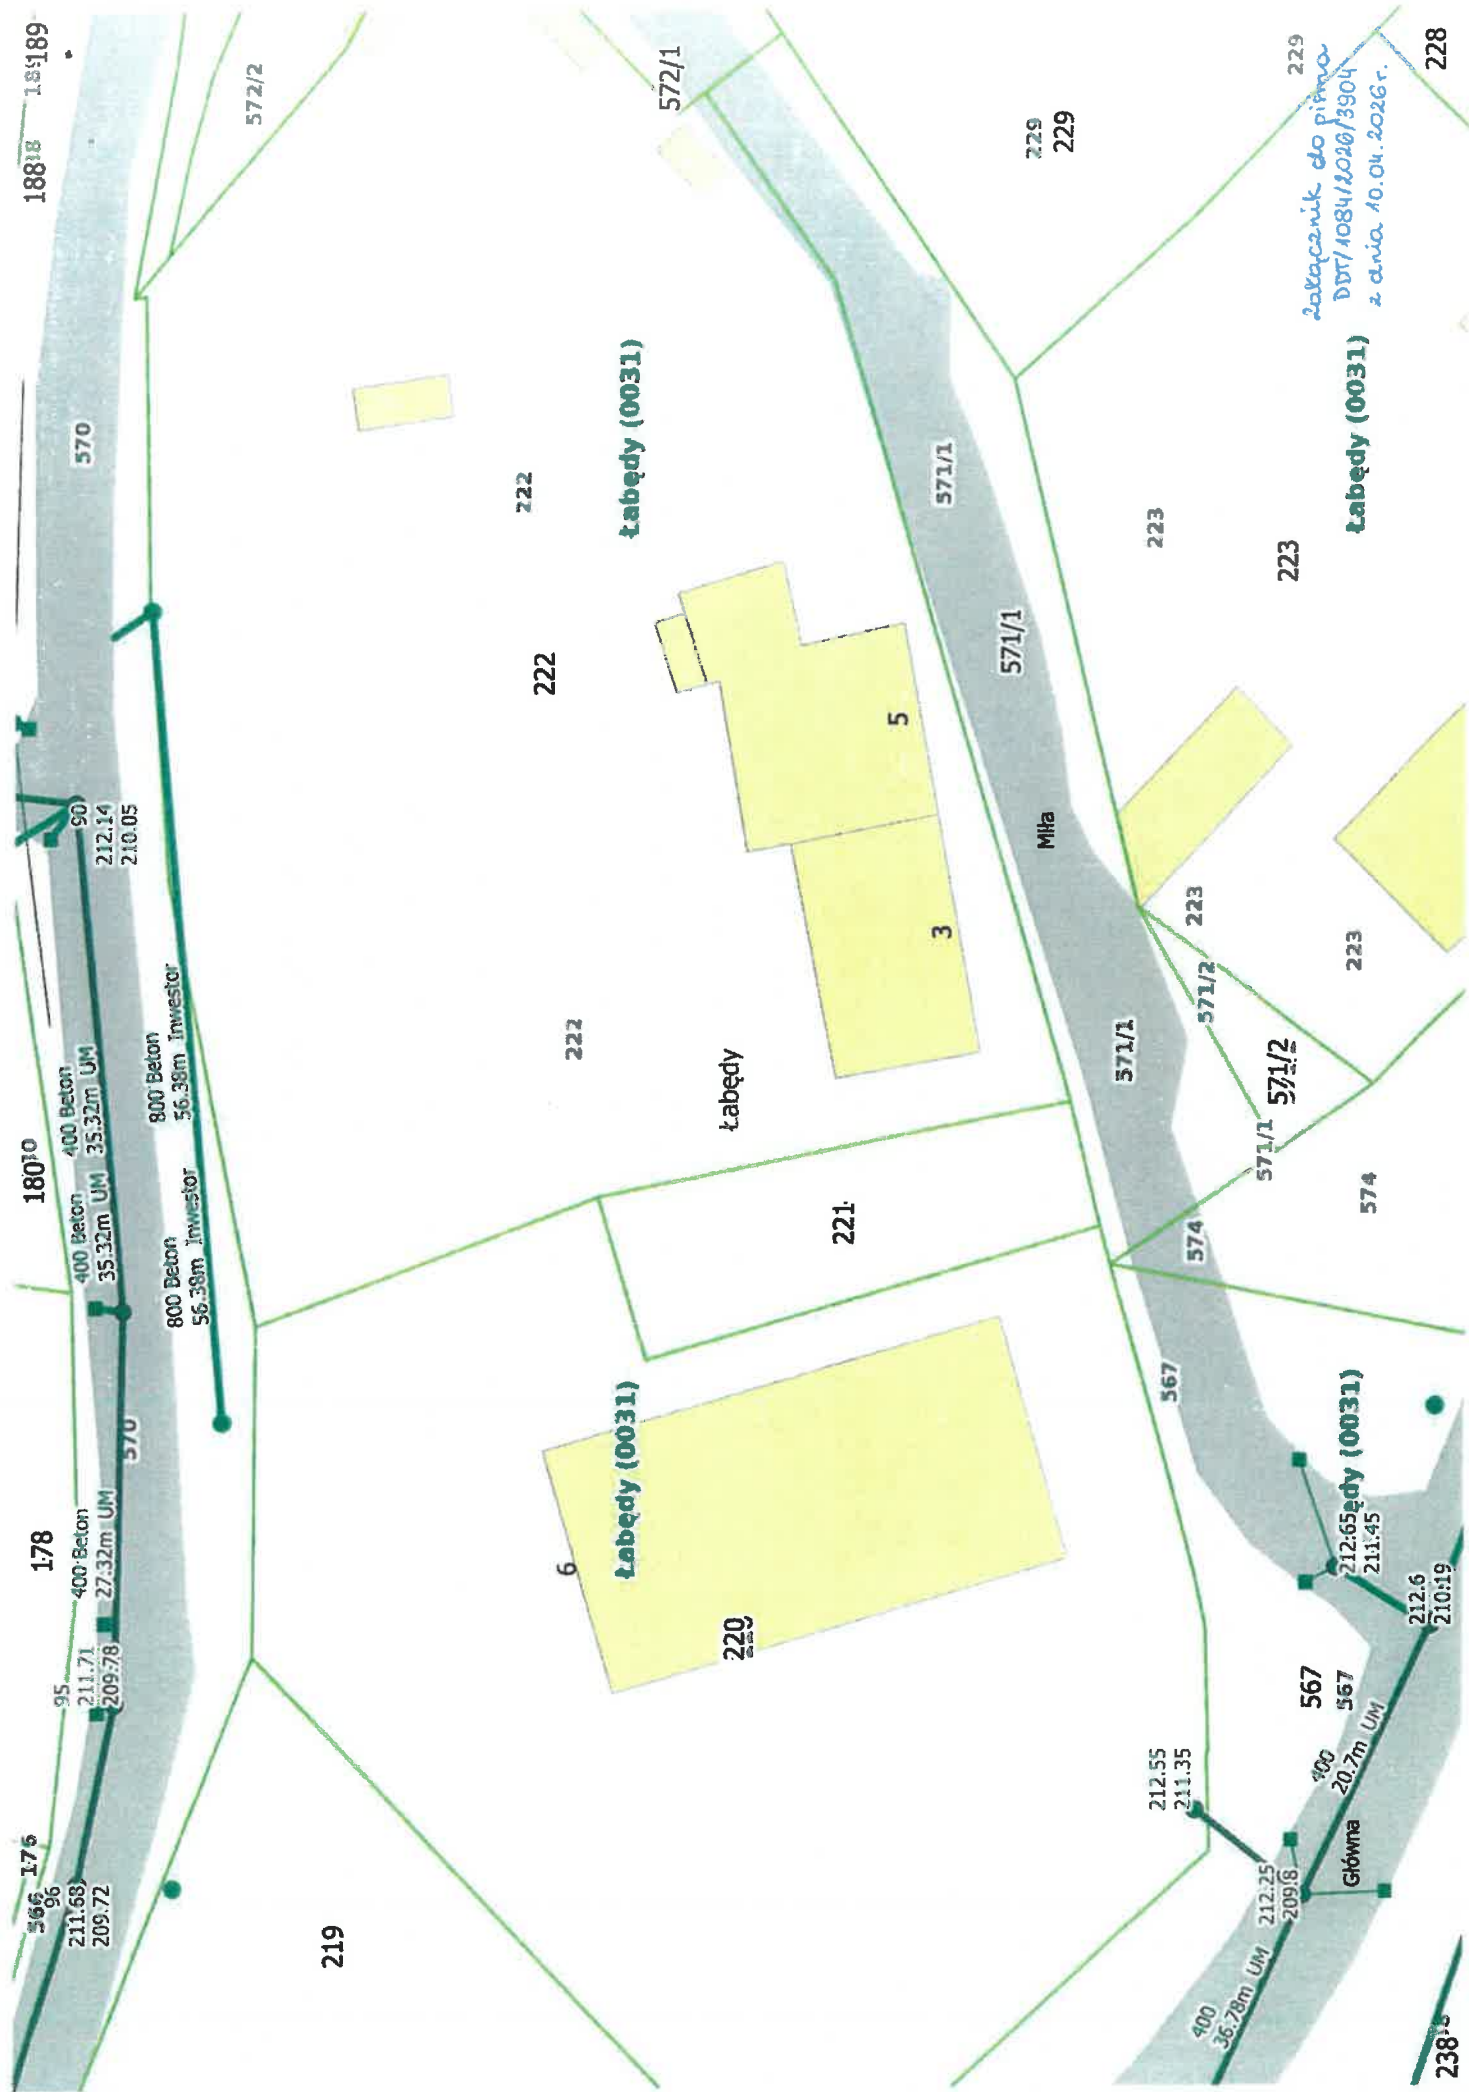 566 176
96
211.68
209.72
95
211.71
209.78
178
400 Beton
27.32m UM
570
180
400 Beton
35.32m UM
400 Beton
35.32m UM
800 Beton
56.38m Inwestor
800 Beton
56.38m Inwestor
90
212.14
210.05
570
188
189
572/2
219
222
222
222
Łabędy (0031)
572/1
Łabędy
6
Łabędy (0031)
220
221
3
5
571/1
571/1
Miła
571/1
229
229
229
228
załącznik do pisma
DDT/1084/2026/3904
z dnia 10.04.2026r.
223
223
Łabędy (0031)
223
223
571/2
571/2
571/1
574
574
567
212.55
211.35
212.25
209.8
567
567
400
20.7m UM
Główna
400
36.78m UM
212.65
211.45
212.6
210.19
238